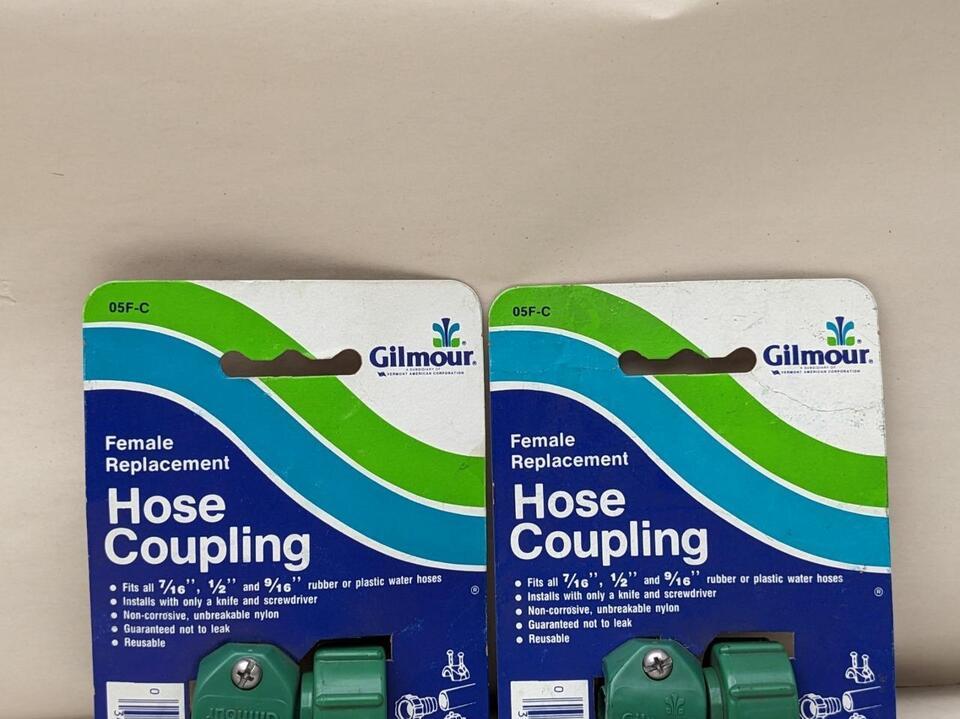 05F-C
Gilmour®
A SUBSIDIARY OF
VERMONT AMERICAN CORPORATION
Female
Replacement
Hose
Coupling
• Fits all 7/16'', 1/2'' and 9/16'' rubber or plastic water hoses
• Installs with only a knife and screwdriver
• Non-corrosive, unbreakable nylon
• Guaranteed not to leak
• Reusable
®
0
3
05F-C
Gilmour®
A SUBSIDIARY OF
VERMONT AMERICAN CORPORATION
Female
Replacement
Hose
Coupling
• Fits all 7/16'', 1/2'' and 9/16'' rubber or plastic water hoses
• Installs with only a knife and screwdriver
• Non-corrosive, unbreakable nylon
• Guaranteed not to leak
• Reusable
®
0
3